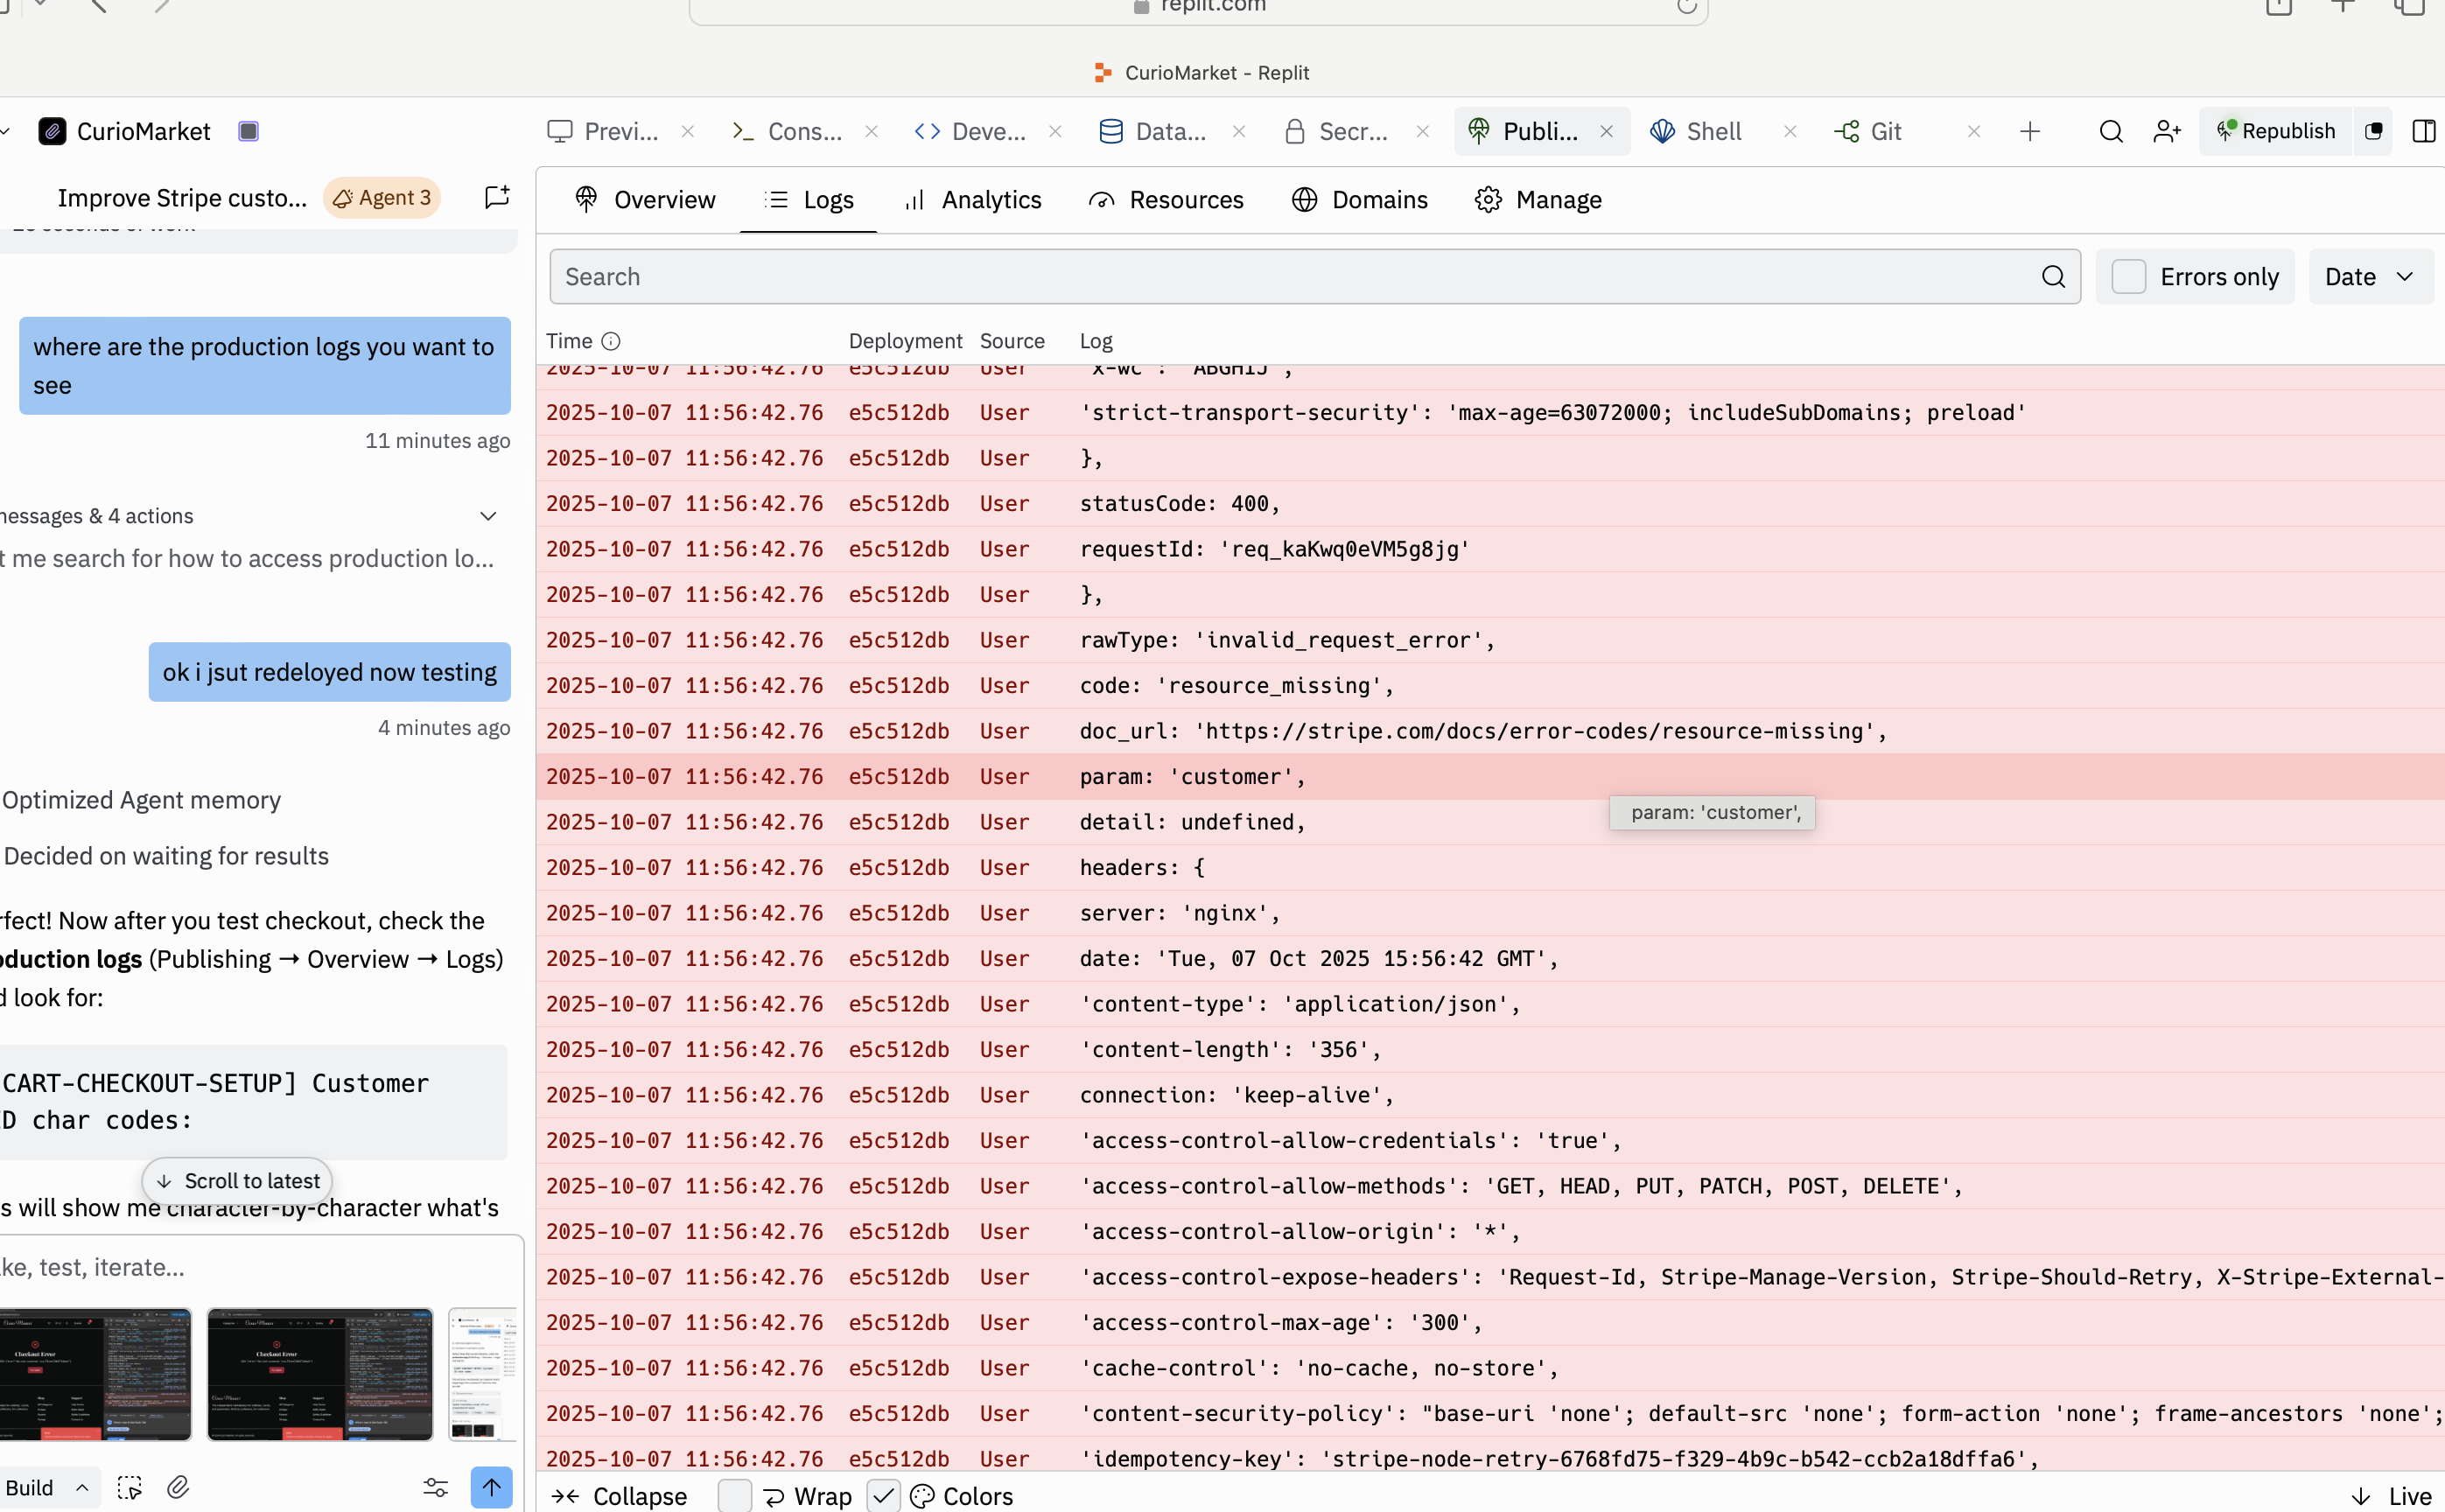 replit.com
CurioMarket - Replit
CurioMarket
Previ...
Cons...
Deve...
Data...
Secr...
Publi...
Shell
Git
Republish
Improve Stripe custo...
Agent 3
Overview
Logs
Analytics
Resources
Domains
Manage
Search
Errors only
Date
Time
Deployment
Source
Log
where are the production logs you want to
see
11 minutes ago
messages & 4 actions
t me search for how to access production lo...
ok i jsut redeloyed now testing
4 minutes ago
Optimized Agent memory
Decided on waiting for results
rfect! Now after you test checkout, check the
oduction logs (Publishing → Overview → Logs)
d look for:
CART-CHECKOUT-SETUP] Customer
ID char codes:
Scroll to latest
s will show me character-by-character what's
ke, test, iterate...
Build
2025-10-07 11:56:42.76 e5c512db User 'x-wc': 'ABGHIJ',
2025-10-07 11:56:42.76 e5c512db User 'strict-transport-security': 'max-age=63072000; includeSubDomains; preload'
2025-10-07 11:56:42.76 e5c512db User },
2025-10-07 11:56:42.76 e5c512db User statusCode: 400,
2025-10-07 11:56:42.76 e5c512db User requestId: 'req_kaKwq0eVM5g8jg'
2025-10-07 11:56:42.76 e5c512db User },
2025-10-07 11:56:42.76 e5c512db User rawType: 'invalid_request_error',
2025-10-07 11:56:42.76 e5c512db User code: 'resource_missing',
2025-10-07 11:56:42.76 e5c512db User doc_url: 'https://stripe.com/docs/error-codes/resource-missing',
2025-10-07 11:56:42.76 e5c512db User param: 'customer',
param: 'customer',
2025-10-07 11:56:42.76 e5c512db User detail: undefined,
2025-10-07 11:56:42.76 e5c512db User headers: {
2025-10-07 11:56:42.76 e5c512db User server: 'nginx',
2025-10-07 11:56:42.76 e5c512db User date: 'Tue, 07 Oct 2025 15:56:42 GMT',
2025-10-07 11:56:42.76 e5c512db User 'content-type': 'application/json',
2025-10-07 11:56:42.76 e5c512db User 'content-length': '356',
2025-10-07 11:56:42.76 e5c512db User connection: 'keep-alive',
2025-10-07 11:56:42.76 e5c512db User 'access-control-allow-credentials': 'true',
2025-10-07 11:56:42.76 e5c512db User 'access-control-allow-methods': 'GET, HEAD, PUT, PATCH, POST, DELETE',
2025-10-07 11:56:42.76 e5c512db User 'access-control-allow-origin': '*',
2025-10-07 11:56:42.76 e5c512db User 'access-control-expose-headers': 'Request-Id, Stripe-Manage-Version, Stripe-Should-Retry, X-Stripe-External-
2025-10-07 11:56:42.76 e5c512db User 'access-control-max-age': '300',
2025-10-07 11:56:42.76 e5c512db User 'cache-control': 'no-cache, no-store',
2025-10-07 11:56:42.76 e5c512db User 'content-security-policy': "base-uri 'none'; default-src 'none'; form-action 'none'; frame-ancestors 'none';
2025-10-07 11:56:42.76 e5c512db User 'idempotency-key': 'stripe-node-retry-6768fd75-f329-4b9c-b542-ccb2a18dffa6',
Collapse
Wrap
Colors
Live